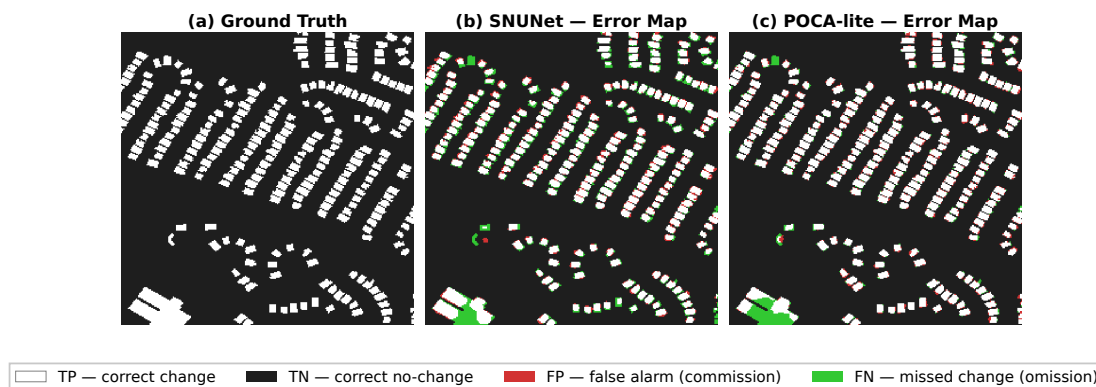 (a) Ground Truth
(b) SNUNet — Error Map
(c) POCA-lite — Error Map
TP — correct change
TN — correct no-change
FP — false alarm (commission)
FN — missed change (omission)